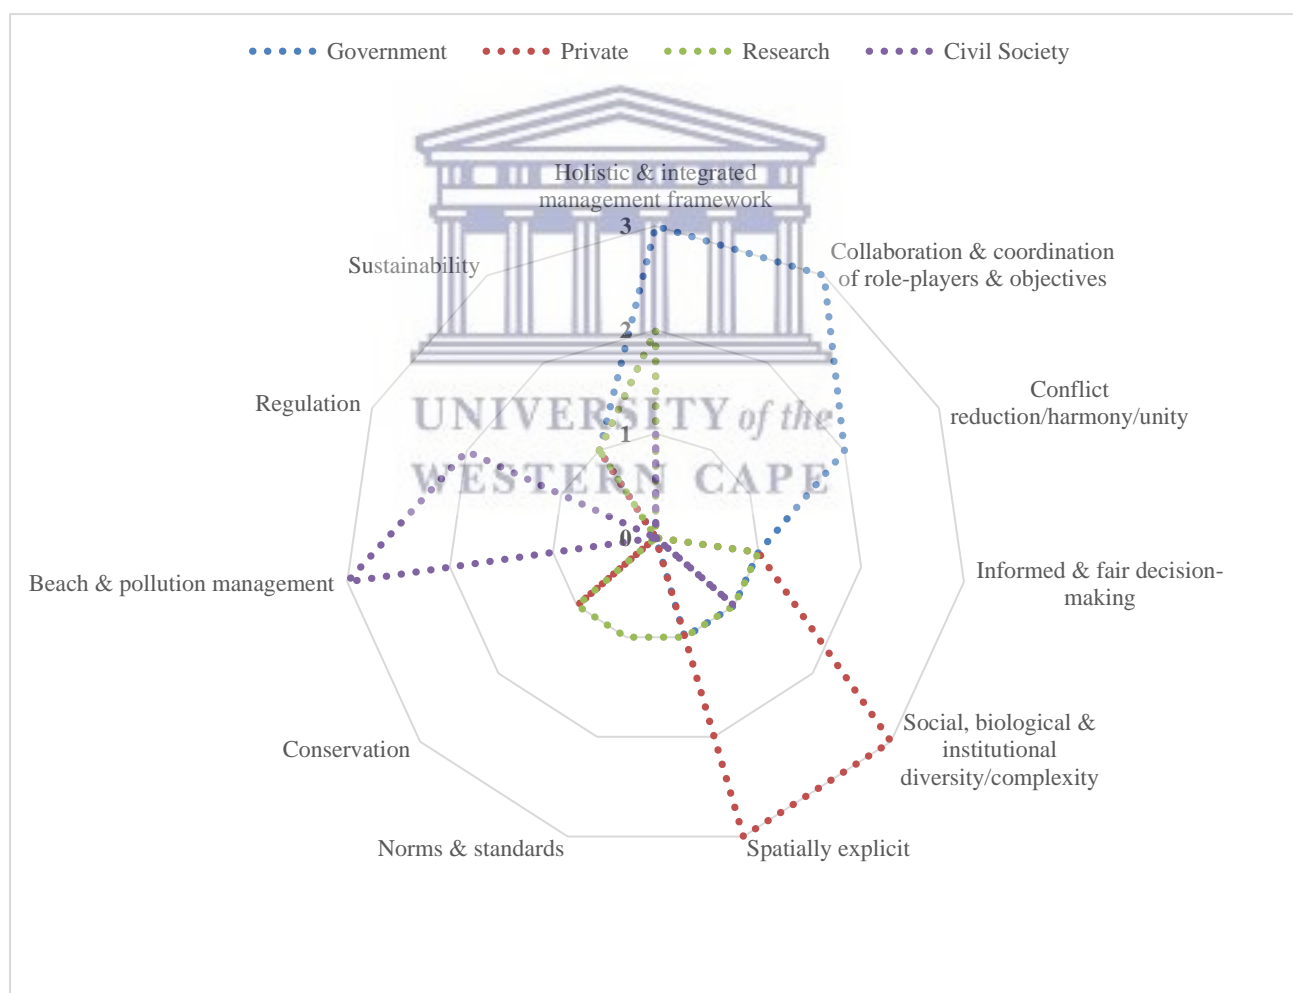 Government Private Research Civil Society
Holistic & integrated
management framework
3
Collaboration & coordination
of role-players & objectives
Sustainability
2
Conflict
reduction/harmony/unity
Regulation
UNIVERSITY of the
1
WESTERN CAPE
0
Informed & fair decision-
making
Beach & pollution management
Social, biological &
institutional
diversity/complexity
Conservation
Norms & standards
Spatially explicit